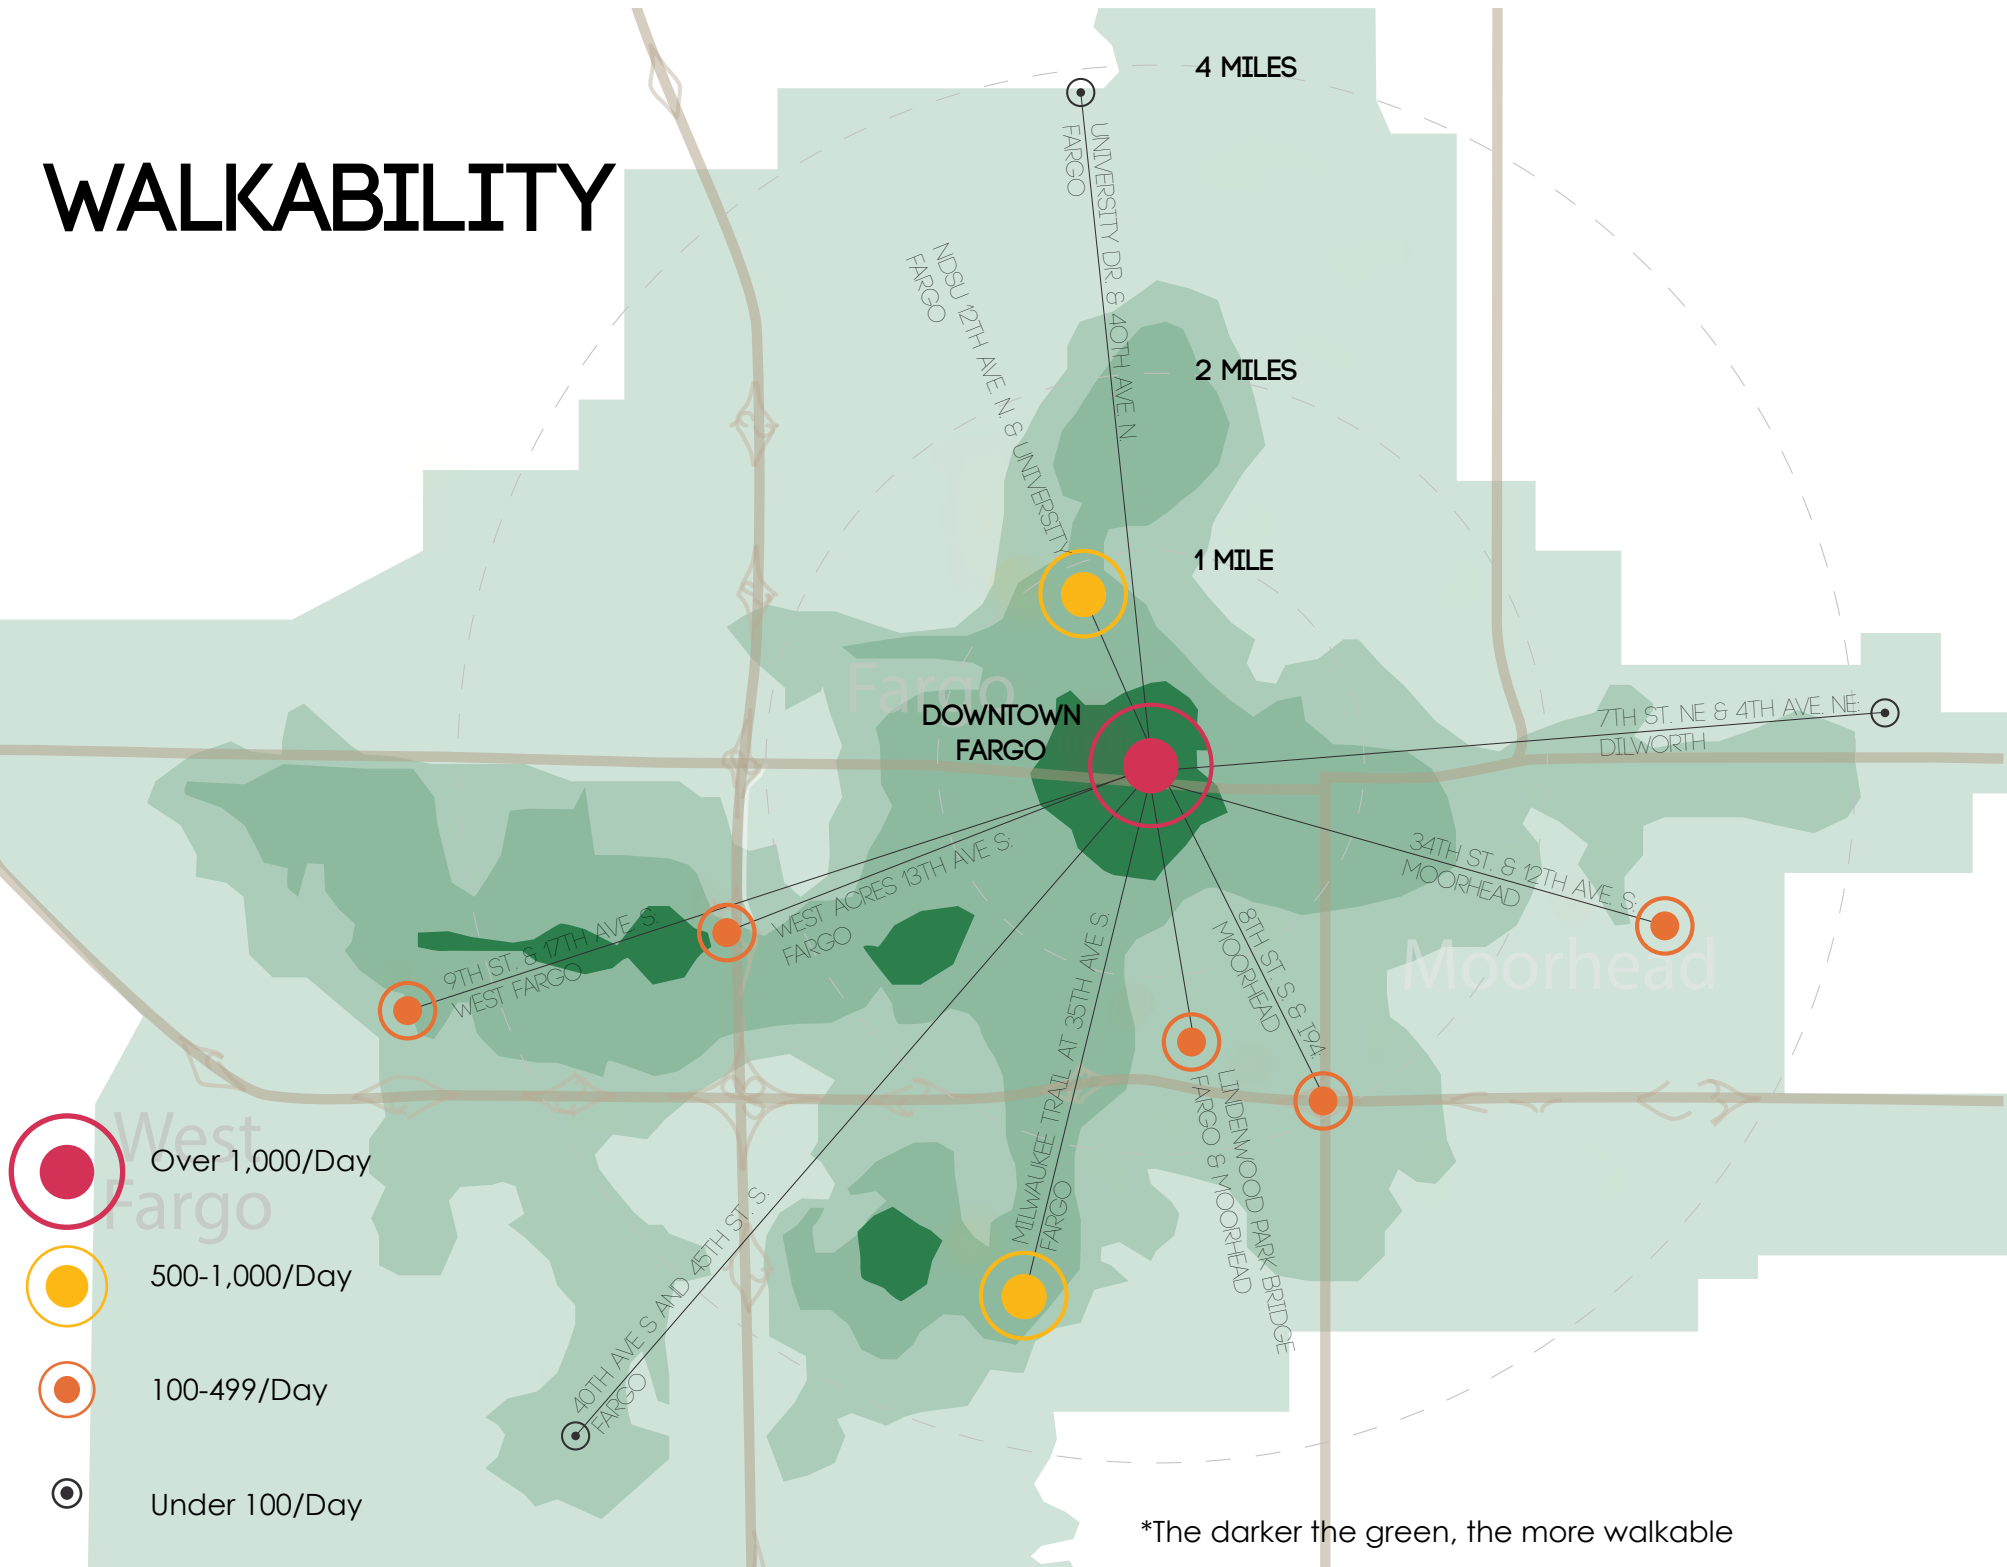 WALKABILITY
4 MILES
2 MILES
1 MILE
UNIVERSITY DR. & 40TH AVE. N.
FARGO
NDSU 12TH AVE. N. & UNIVERSITY
FARGO
Fargo
DOWNTOWN
FARGO
7TH ST. NE & 4TH AVE. NE:
DILWORTH
34TH ST. & 12TH AVE. S:
MOORHEAD
Moorhead
WEST ACRES 13TH AVE S:
FARGO
9TH ST. & 17TH AVE S:
WEST FARGO
8TH ST. S. & I94:
MOORHEAD
MILWAUKEE TRAIL AT 35TH AVE S:
FARGO
LINDENWOOD PARK BRIDGE
FARGO & MOORHEAD
40TH AVE S AND 45TH ST. S:
FARGO
West
Fargo
Over 1,000/Day
500-1,000/Day
100-499/Day
Under 100/Day
*The darker the green, the more walkable